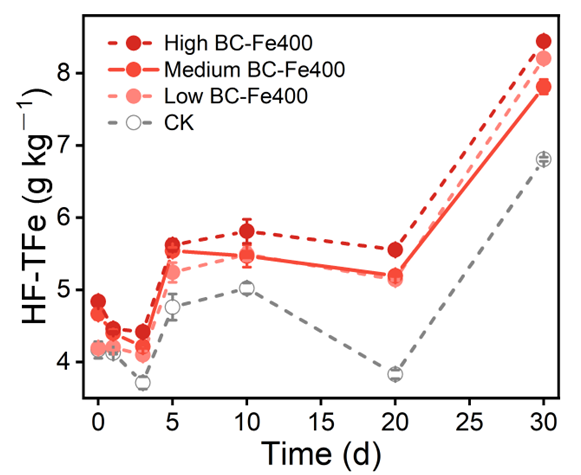 High BC-Fe400
Medium BC-Fe400
Low BC-Fe400
CK
HF-TFe (g kg⁻¹)
8
7
6
5
4
0 5 10 15 20 25 30
Time (d)